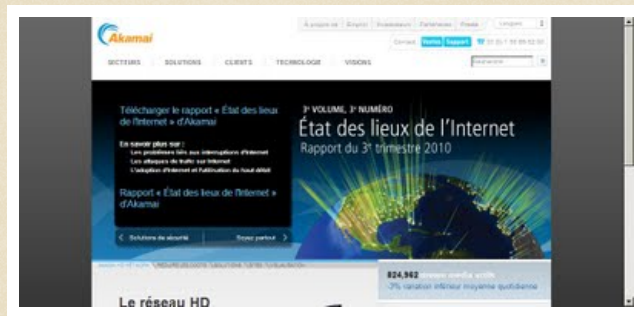 Akamai
À propos de | Emploi | Investisseurs | Partenaires | Presse
Contact Ventes Support
SECTEURS SOLUTIONS CLIENTS TECHNOLOGIE VISIONS
Télécharger le rapport « État des lieux
de l'Internet » d'Akamai
En savoir plus sur :
Les problèmes liés aux interruptions d'Internet
Les attaques de trafic sur Internet
L'adoption d'Internet et l'utilisation du haut débit
Rapport « État des lieux de l'Internet »
d'Akamai
Solutions de sécurité
Soyez partout
3e VOLUME, 3e NUMÉRO
État des lieux de l'Internet
Rapport du 3e trimestre 2010
824,962
-3% variation inférieur moyenne quotidienne
Le réseau HD